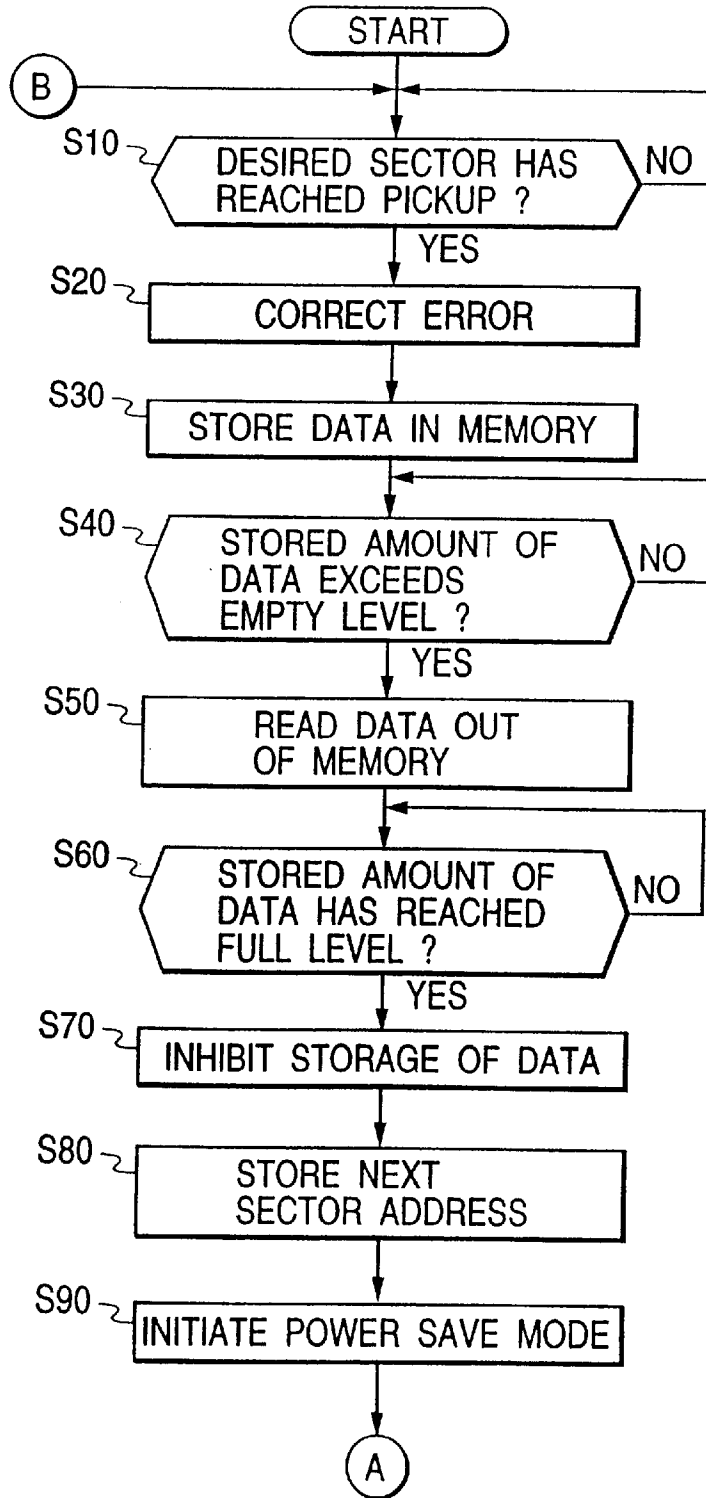 START
B
S10
DESIRED SECTOR HAS
REACHED PICKUP ?
NO
YES
S20
CORRECT ERROR
S30
STORE DATA IN MEMORY
S40
STORED AMOUNT OF
DATA EXCEEDS
EMPTY LEVEL ?
NO
YES
S50
READ DATA OUT
OF MEMORY
S60
STORED AMOUNT OF
DATA HAS REACHED
FULL LEVEL ?
NO
YES
S70
INHIBIT STORAGE OF DATA
S80
STORE NEXT
SECTOR ADDRESS
S90
INITIATE POWER SAVE MODE
A